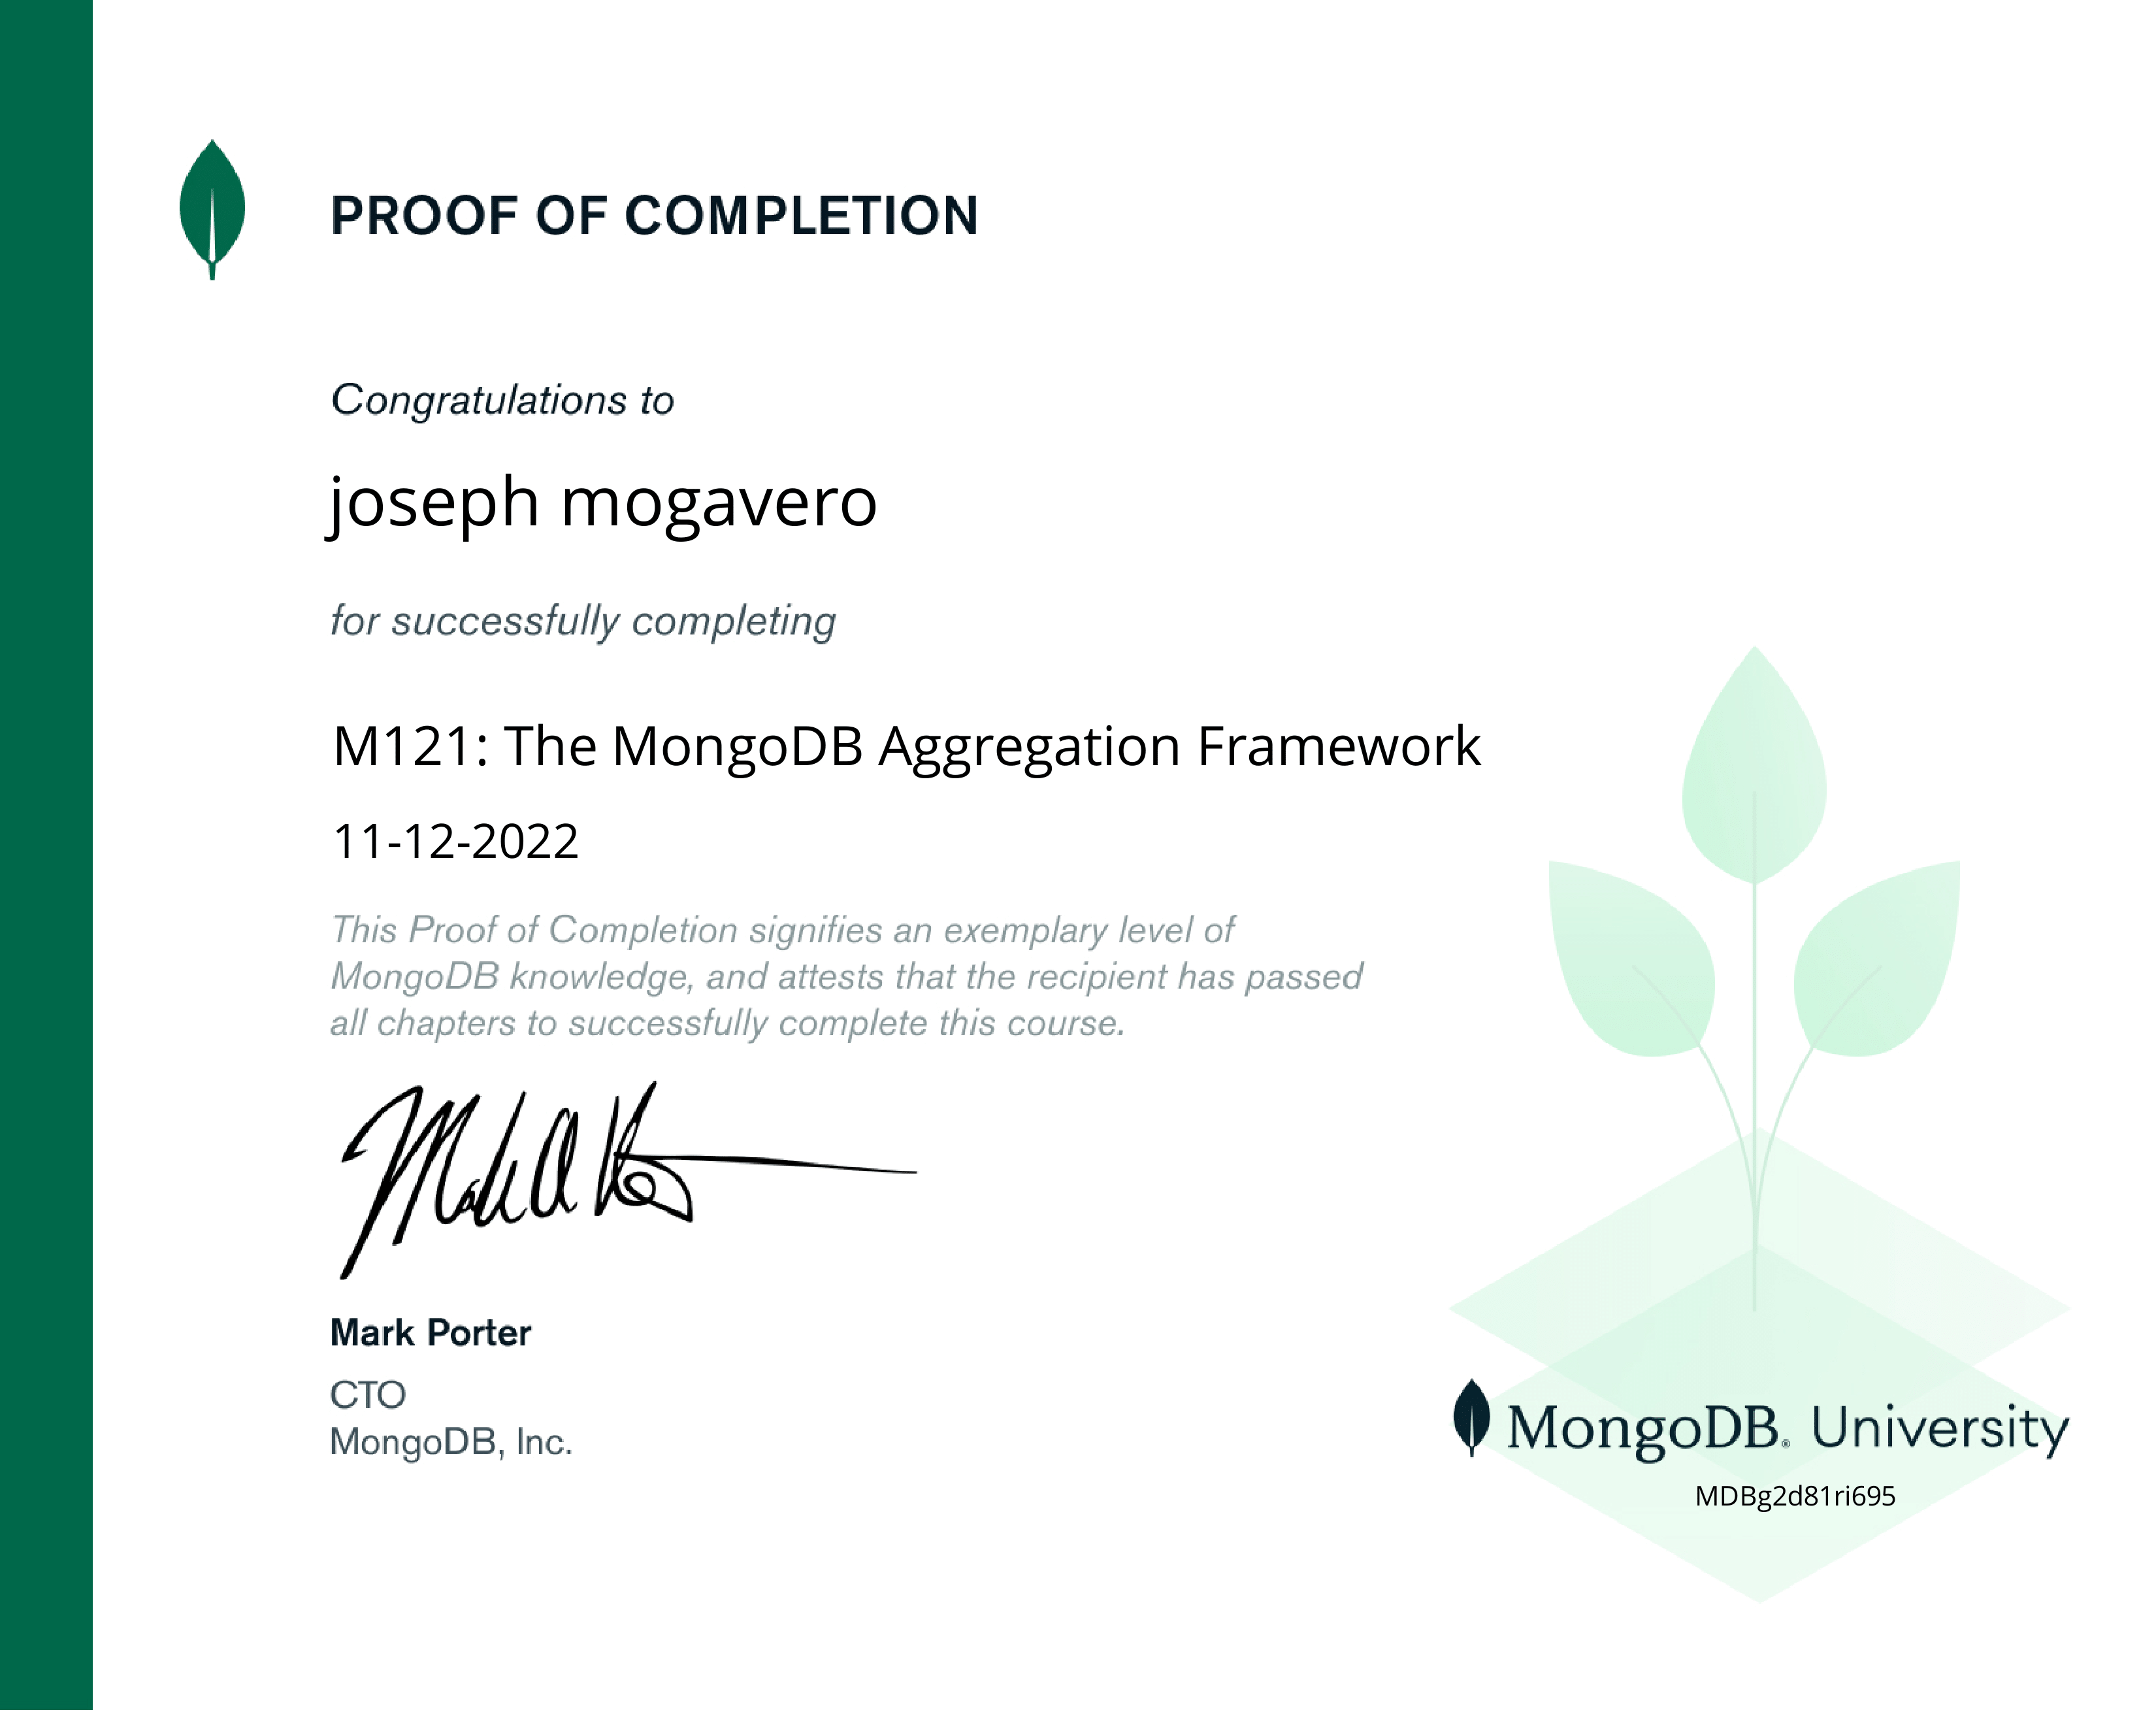 PROOF OF COMPLETION
Congratulations to
joseph mogavero
for successfully completing
M121: The MongoDB Aggregation Framework
11-12-2022
This Proof of Completion signifies an exemplary level of
MongoDB knowledge, and attests that the recipient has passed
all chapters to successfully complete this course.
Mark Porter
CTO
MongoDB, Inc.
MongoDB® University
MDBg2d81ri695